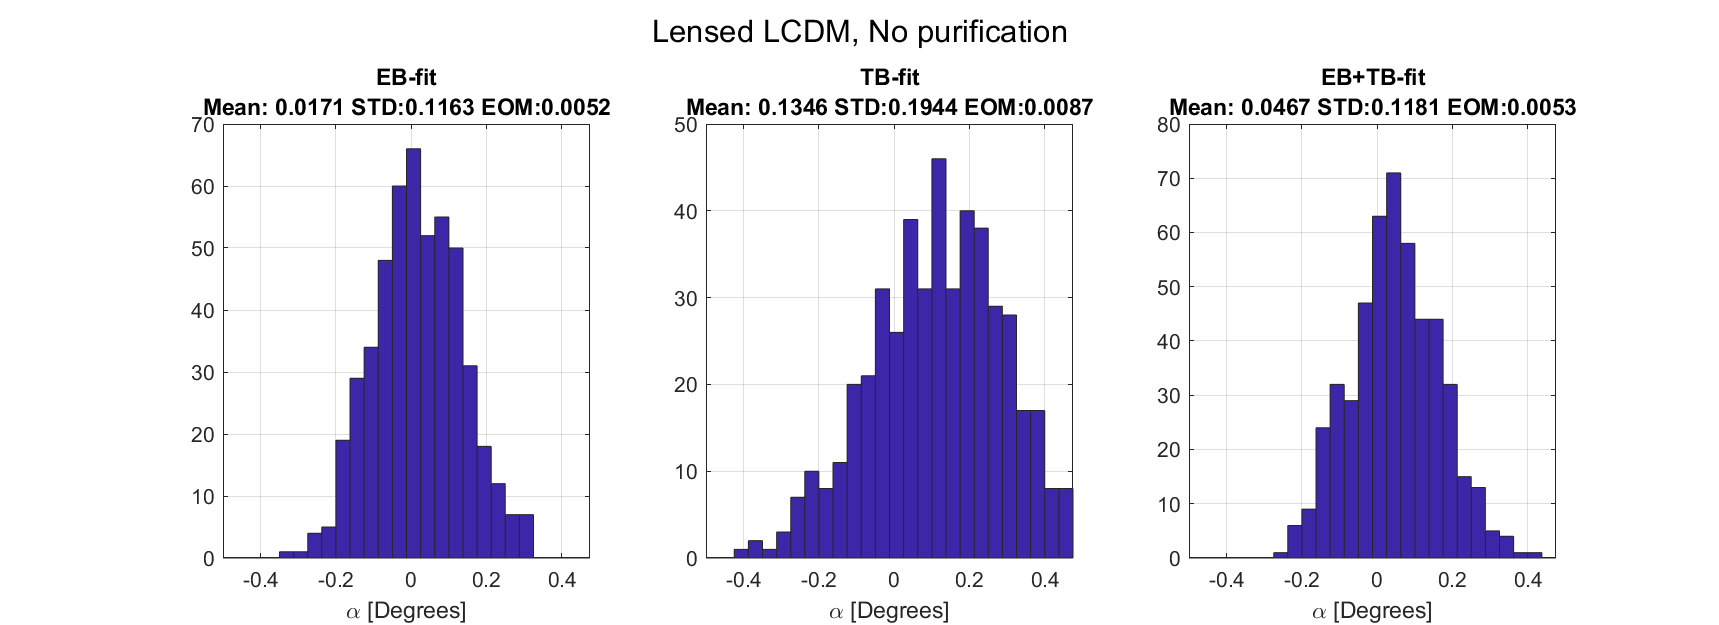 Lensed LCDM, No purification
EB-fit
Mean: 0.0171 STD:0.1163 EOM:0.0052
70
60
50
40
30
20
10
0
-0.4 -0.2 0 0.2 0.4
α [Degrees]
TB-fit
Mean: 0.1346 STD:0.1944 EOM:0.0087
50
40
30
20
10
0
-0.4 -0.2 0 0.2 0.4
α [Degrees]
EB+TB-fit
Mean: 0.0467 STD:0.1181 EOM:0.0053
80
70
60
50
40
30
20
10
0
-0.4 -0.2 0 0.2 0.4
α [Degrees]